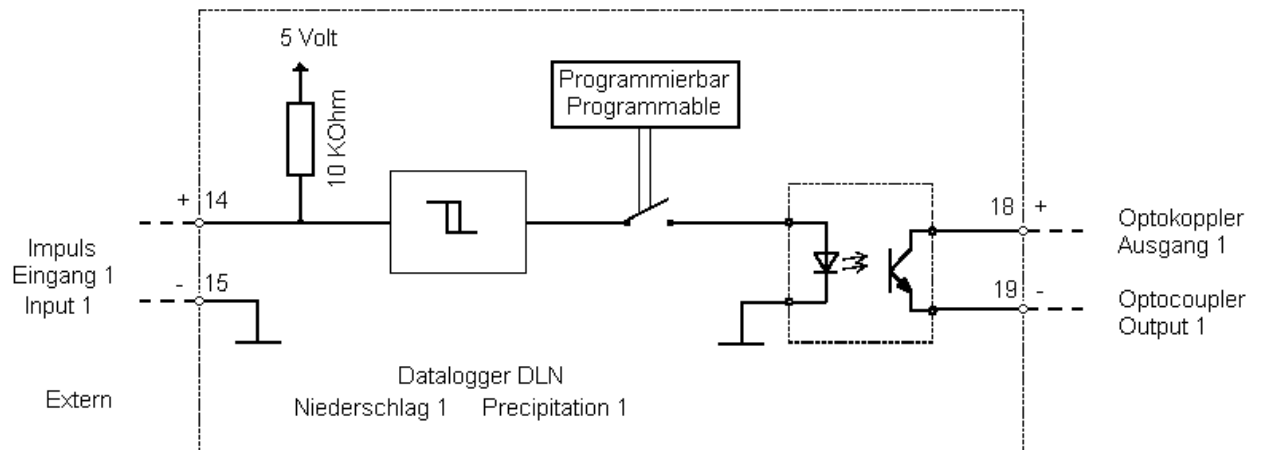 5 Volt
10 KOhm
Programmierbar
Programmable
+ 14
Impuls
Eingang 1
Input 1
- 15
18 +
Optokoppler
Ausgang 1
19 -
Optocoupler
Output 1
Extern
Datalogger DLN
Niederschlag 1 Precipitation 1